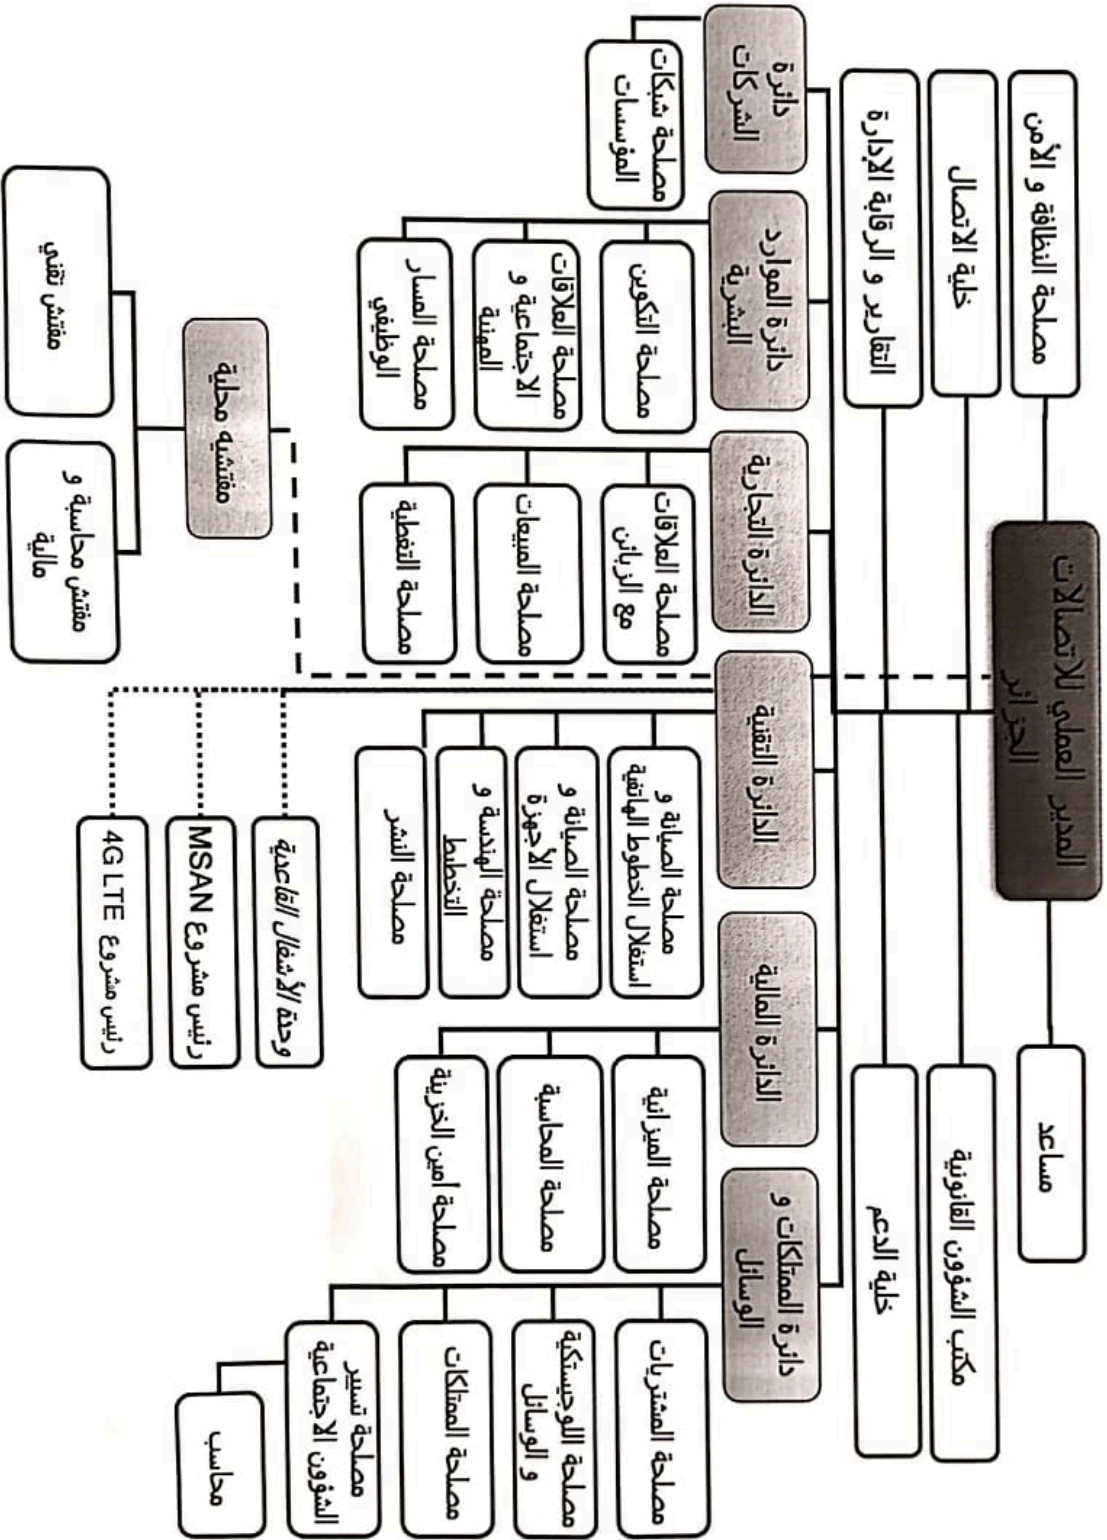 المدير العملي للاتصالات
الجزائر
مصلحة النظافة و الأمن
مساعد
خلية الاتصال
مكتب الشؤون القانونية
التقارير و الرقابة الإدارة
خلية الدعم
دائرة
الشركات
مصلحة شبكات
المؤسسات
دائرة الموارد
البشرية
مصلحة التكوين
مصلحة العلاقات
الاجتماعية و
المهنية
مصلحة المسار
الوظيفي
الدائرة التجارية
مصلحة العلاقات
مع الزبائن
مصلحة المبيعات
مصلحة التغطية
الدائرة التقنية
مصلحة الصيانة و
استغلال الخطوط الهاتفية
مصلحة الصيانة و
استغلال الأجهزة
مصلحة الهندسة و
التخطيط
مصلحة النشر
الدائرة المالية
مصلحة الميزانية
مصلحة المحاسبة
مصلحة أمين الخزينة
دائرة الممتلكات و
الوسائل
مصلحة المشتريات
مصلحة اللوجيستكية
و الوسائل
مصلحة الممتلكات
مصلحة تسيير
الشؤون الاجتماعية
محاسب
وحدة الأشغال القاعدية
رئيس مشروع MSAN
رئيس مشروع 4G LTE
مفتشيه محلية
مفتش تقني
مفتش محاسبة و
مالية